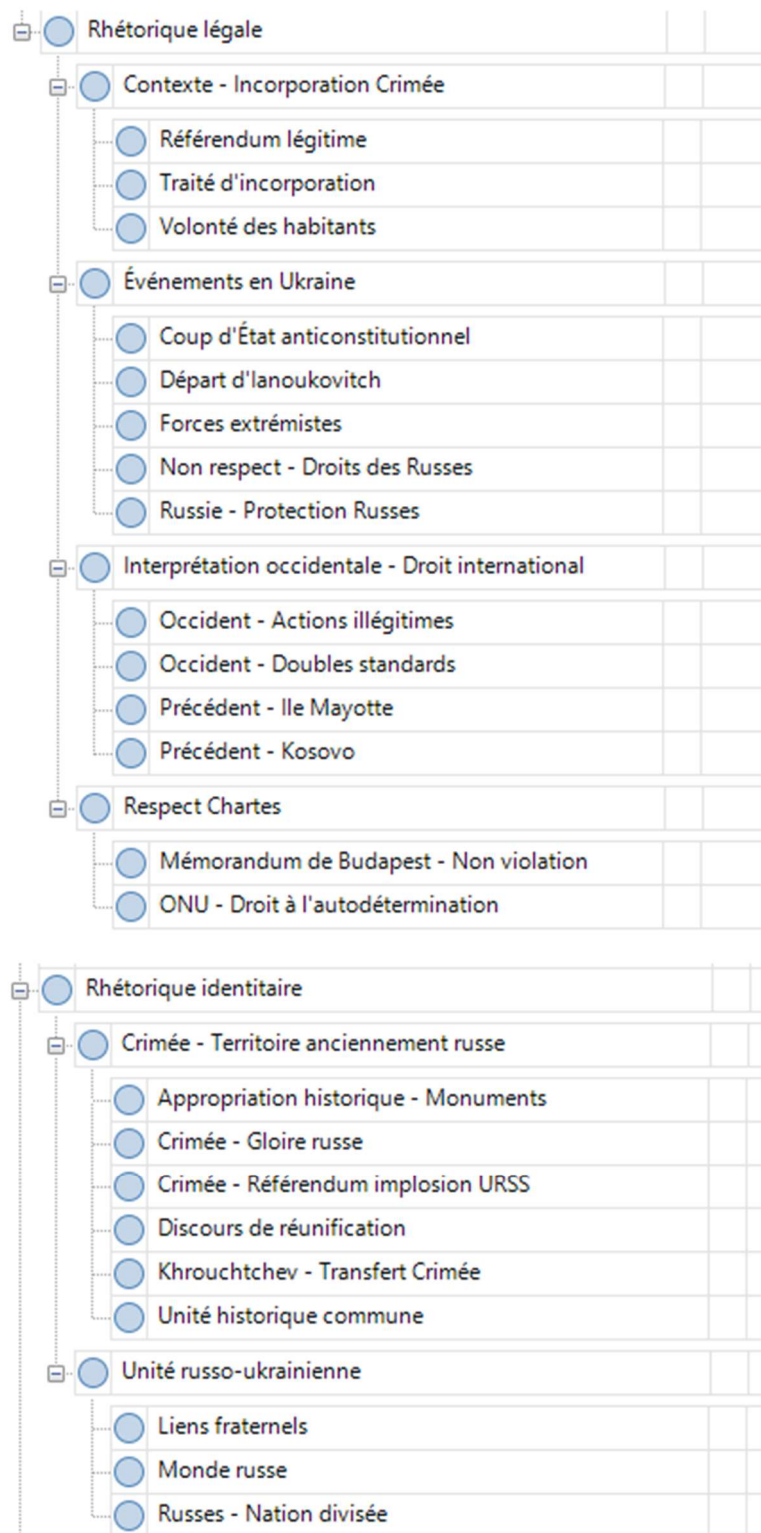 Rhétorique légale
Contexte - Incorporation Crimée
Référendum légitime
Traité d'incorporation
Volonté des habitants
Événements en Ukraine
Coup d'État anticonstitutionnel
Départ d'Ianoukovitch
Forces extrémistes
Non respect - Droits des Russes
Russie - Protection Russes
Interprétation occidentale - Droit international
Occident - Actions illégitimes
Occident - Doubles standards
Précédent - Ile Mayotte
Précédent - Kosovo
Respect Chartes
Mémorandum de Budapest - Non violation
ONU - Droit à l'autodétermination
Rhétorique identitaire
Crimée - Territoire anciennement russe
Appropriation historique - Monuments
Crimée - Gloire russe
Crimée - Référendum implosion URSS
Discours de réunification
Khrouchtchev - Transfert Crimée
Unité historique commune
Unité russo-ukrainienne
Liens fraternels
Monde russe
Russes - Nation divisée